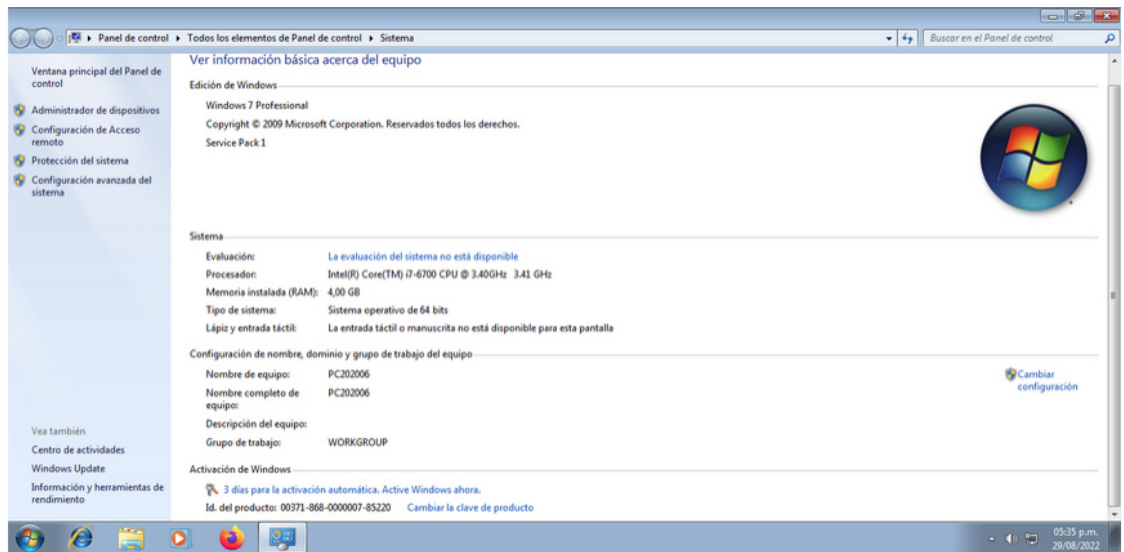 Panel de control ▸ Todos los elementos de Panel de control ▸ Sistema
Buscar en el Panel de control
Ventana principal del Panel de
control
Administrador de dispositivos
Configuración de Acceso
remoto
Protección del sistema
Configuración avanzada del
sistema
Vea también
Centro de actividades
Windows Update
Información y herramientas de
rendimiento
Ver información básica acerca del equipo
Edición de Windows
Windows 7 Professional
Copyright © 2009 Microsoft Corporation. Reservados todos los derechos.
Service Pack 1
Sistema
Evaluación: La evaluación del sistema no está disponible
Procesador: Intel(R) Core(TM) i7-6700 CPU @ 3.40GHz 3.41 GHz
Memoria instalada (RAM): 4,00 GB
Tipo de sistema: Sistema operativo de 64 bits
Lápiz y entrada táctil: La entrada táctil o manuscrita no está disponible para esta pantalla
Configuración de nombre, dominio y grupo de trabajo del equipo
Nombre de equipo: PC202006
Cambiar
configuración
Nombre completo de PC202006
equipo:
Descripción del equipo:
Grupo de trabajo: WORKGROUP
Activación de Windows
3 días para la activación automática. Active Windows ahora.
Id. del producto: 00371-868-0000007-85220 Cambiar la clave de producto
05:35 p.m.
29/08/2022